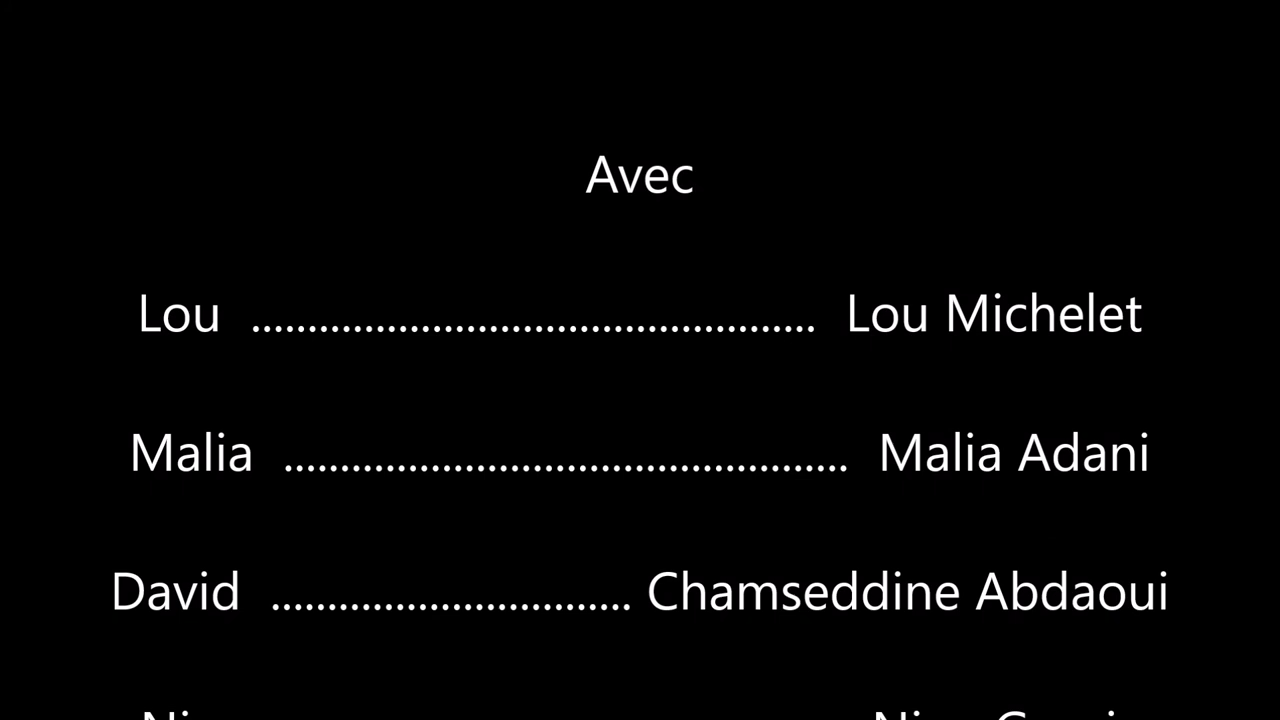 Avec
Lou .................................................. Lou Michelet
Malia .................................................. Malia Adani
David ................................ Chamseddine Abdaoui